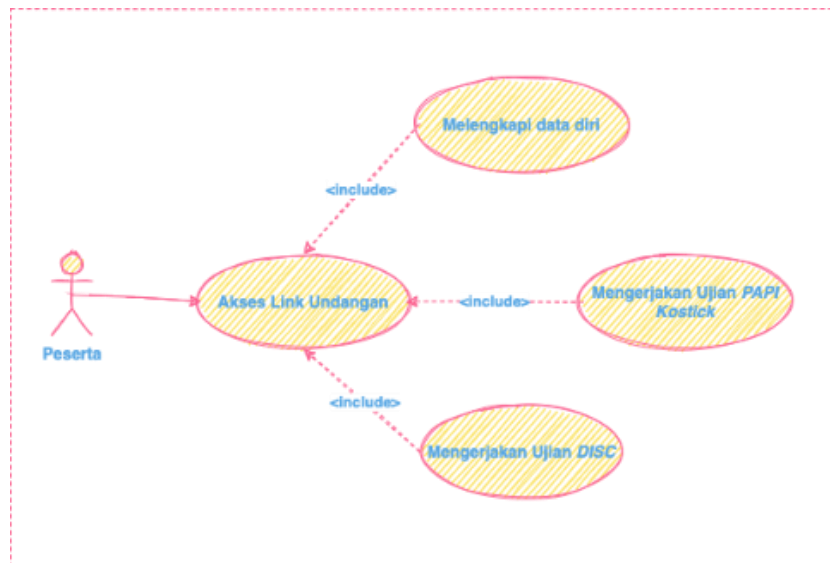 Melengkapi data diri
<include>
Akses Link Undangan
<include>
Mengerjakan Ujian PAPI
Kostick
Peserta
<include>
Mengerjakan Ujian DISC